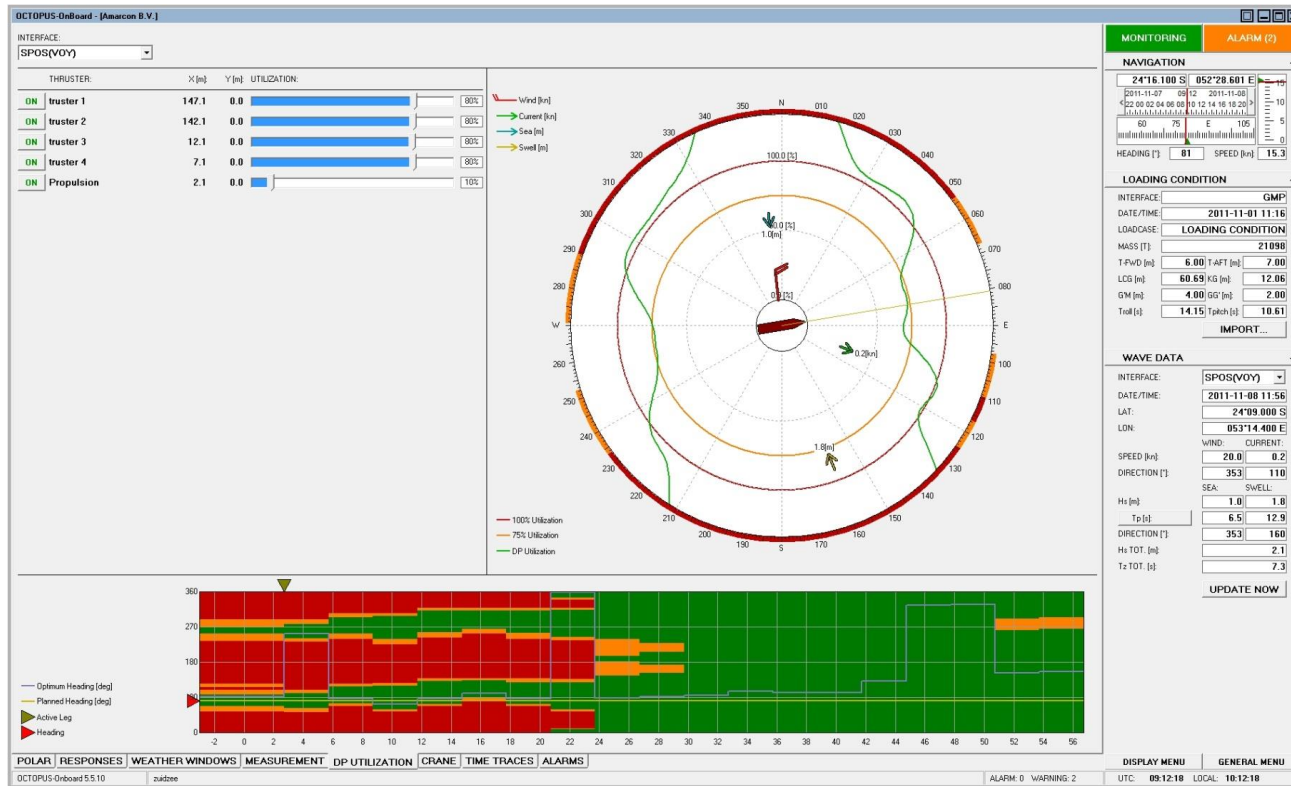 OCTOPUS-OnBoard - [Amarcon B.V.]
INTERFACE:
SPOS(VOY)
THRUSTER: X [m]: Y [m]: UTILIZATION:
ON truster 1 147.1 0.0 80%
ON truster 2 142.1 0.0 80%
ON truster 3 12.1 0.0 80%
ON truster 4 7.1 0.0 80%
ON Propulsion 2.1 0.0 10%
Wind [kn]
Current [kn]
Sea [m]
Swell [m]
N 010 020 030 040 050 060 070 080 E 100 110 120 130 140 150 160 170 S 190 200 210 220 230 240 250 260 W 280 290 300 310 320 330 340 350
100.0 [%]
1.0[m]
0.2[kn]
1.8[m]
100% Utilization
75% Utilization
DP Utilization
MONITORING ALARM (2)
NAVIGATION
24°16.100 S 052°28.601 E
2011-11-07 09 12 2011-11-08
22 00 02 04 06 08 10 12 14 16 18 20
60 75 E 105
15
10
5
0
HEADING [°]: 81 SPEED [kn]: 15.3
LOADING CONDITION
INTERFACE: GMP
DATE/TIME: 2011-11-01 11:16
LOADCASE: LOADING CONDITION
MASS [T]: 21098
T-FWD [m]: 6.00 T-AFT [m]: 7.00
LCG [m]: 60.69 KG [m]: 12.06
G'M [m]: 4.00 GG' [m]: 2.00
Troll [s]: 14.15 Tpitch [s]: 10.61
IMPORT...
WAVE DATA
INTERFACE: SPOS(VOY)
DATE/TIME: 2011-11-08 11:56
LAT: 24°09.000 S
LON: 053°14.400 E
WIND: CURRENT:
SPEED [kn]: 20.0 0.2
DIRECTION [°]: 353 110
SEA: SWELL:
Hs [m]: 1.0 1.8
Tp [s]: 6.5 12.9
DIRECTION [°]: 353 160
Hs TOT. [m]: 2.1
Tz TOT. [s]: 7.3
UPDATE NOW
360
270
180
0
Optimum Heading [deg]
Planned Heading [deg]
Active Leg
Heading
-2 0 2 4 6 8 10 12 14 16 18 20 22 24 26 28 30 32 34 36 38 40 42 44 46 48 50 52 54 56
POLAR RESPONSES WEATHER WINDOWS MEASUREMENT DP UTILIZATION CRANE TIME TRACES ALARMS
DISPLAY MENU GENERAL MENU
OCTOPUS-Onboard 5.5.10 zuidzee ALARM: 0 WARNING: 2 UTC: 09:12:18 LOCAL: 10:12:18